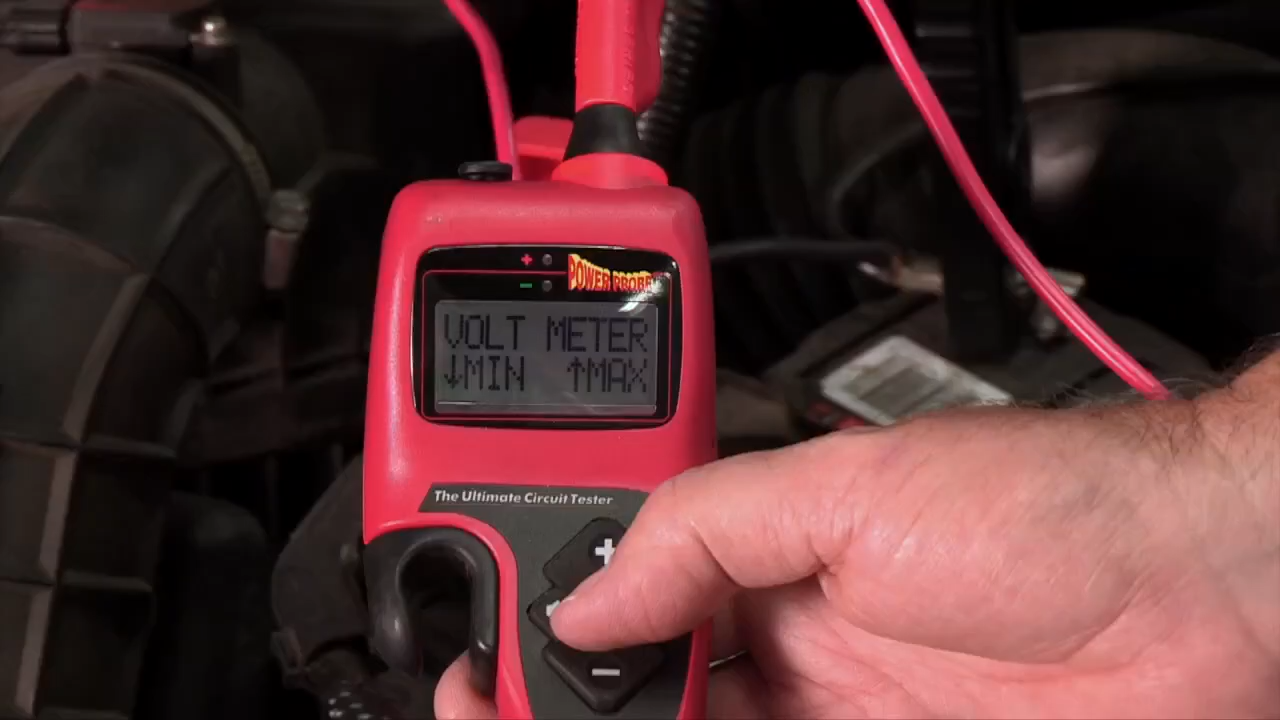 +
POWER PROBE
−
VOLT METER
↓MIN ↑MAX
The Ultimate Circuit Tester
+
−